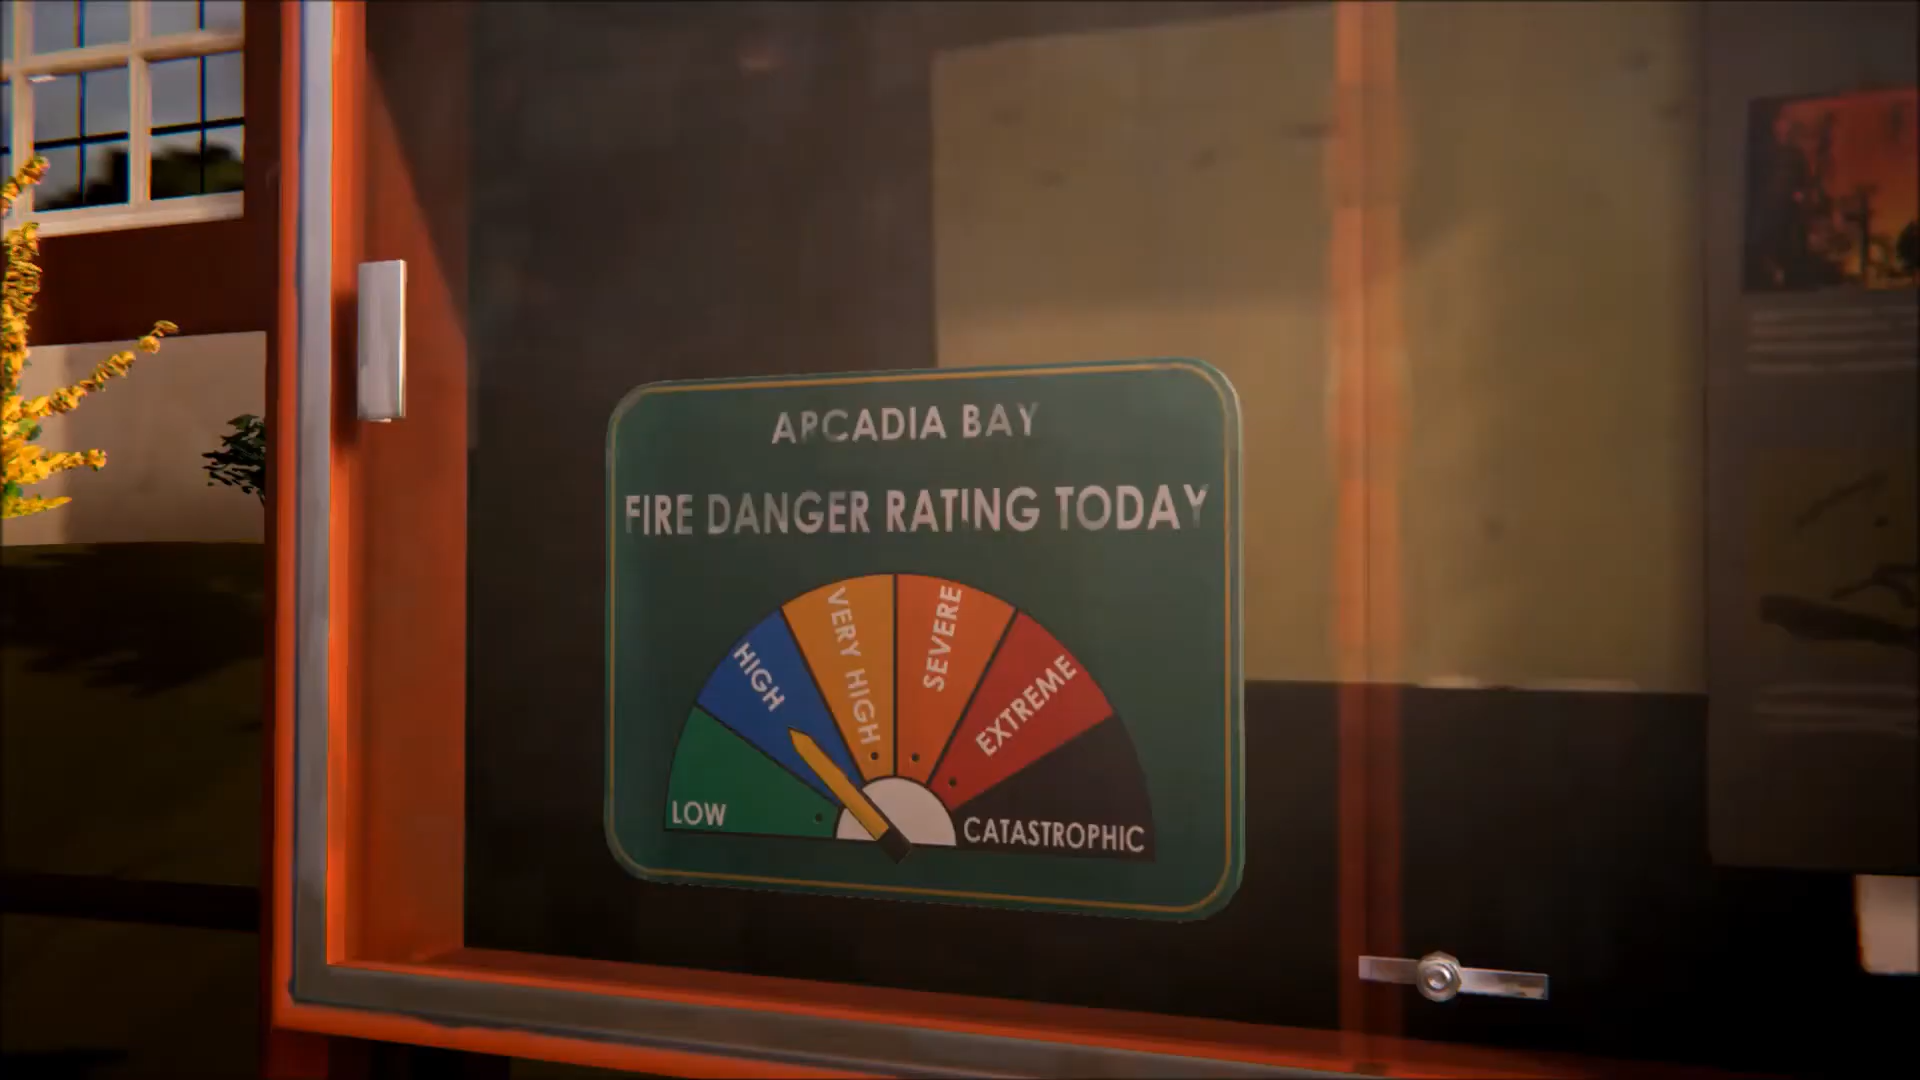 ARCADIA BAY
FIRE DANGER RATING TODAY
LOW
HIGH
VERY HIGH
SEVERE
EXTREME
CATASTROPHIC